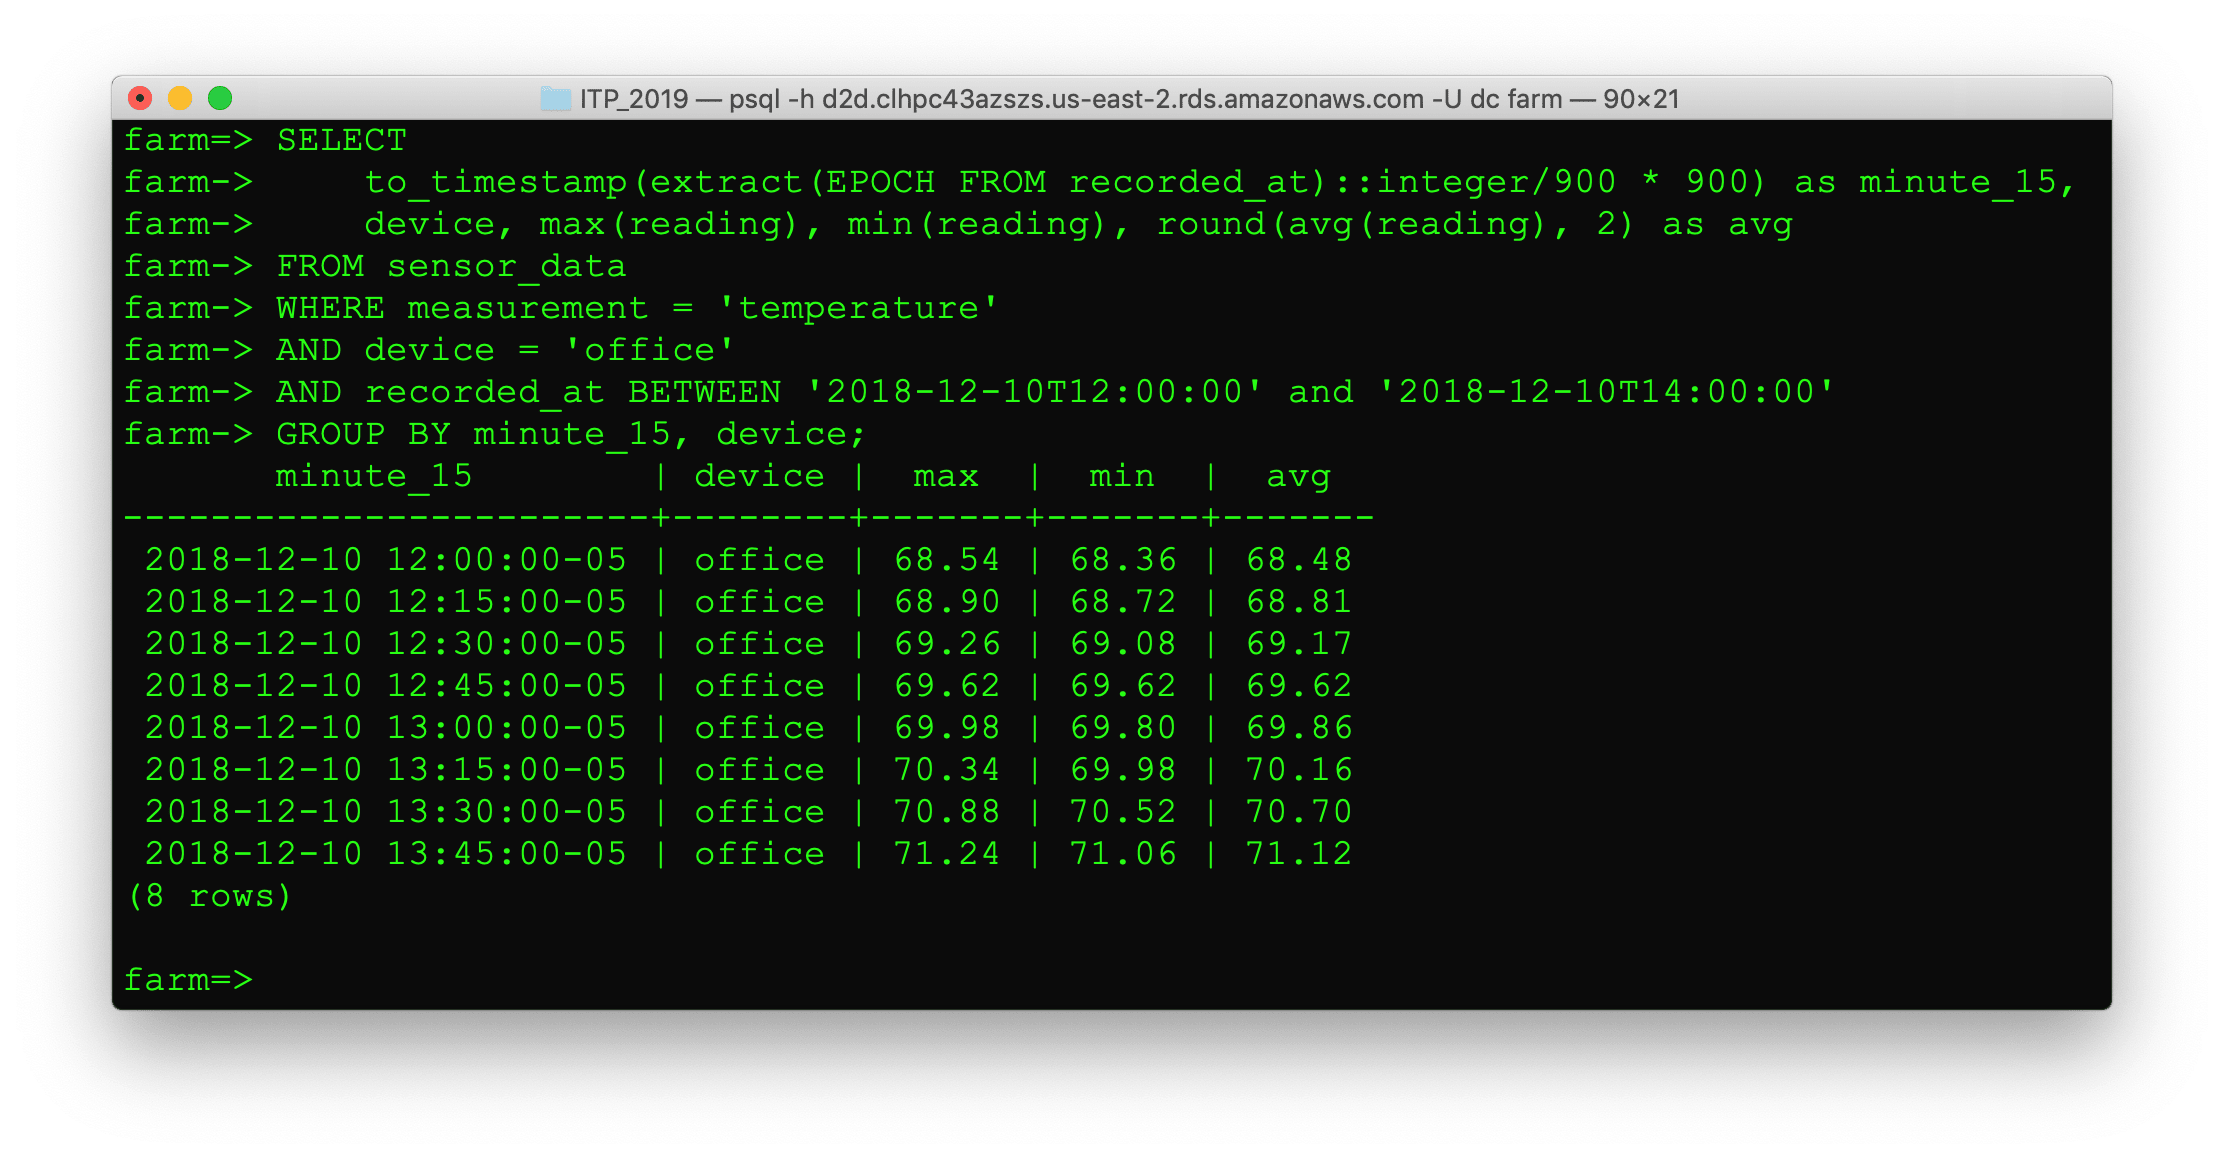 ITP_2019 — psql -h d2d.clhpc43azszs.us-east-2.rds.amazonaws.com -U dc farm — 90×21
farm=> SELECT
farm->     to_timestamp(extract(EPOCH FROM recorded_at)::integer/900 * 900) as minute_15,
farm->     device, max(reading), min(reading), round(avg(reading), 2) as avg
farm-> FROM sensor_data
farm-> WHERE measurement = 'temperature'
farm-> AND device = 'office'
farm-> AND recorded_at BETWEEN '2018-12-10T12:00:00' and '2018-12-10T14:00:00'
farm-> GROUP BY minute_15, device;
       minute_15        | device |  max  |  min  |  avg
------------------------+--------+-------+-------+-------
 2018-12-10 12:00:00-05 | office | 68.54 | 68.36 | 68.48
 2018-12-10 12:15:00-05 | office | 68.90 | 68.72 | 68.81
 2018-12-10 12:30:00-05 | office | 69.26 | 69.08 | 69.17
 2018-12-10 12:45:00-05 | office | 69.62 | 69.62 | 69.62
 2018-12-10 13:00:00-05 | office | 69.98 | 69.80 | 69.86
 2018-12-10 13:15:00-05 | office | 70.34 | 69.98 | 70.16
 2018-12-10 13:30:00-05 | office | 70.88 | 70.52 | 70.70
 2018-12-10 13:45:00-05 | office | 71.24 | 71.06 | 71.12
(8 rows)
farm=>